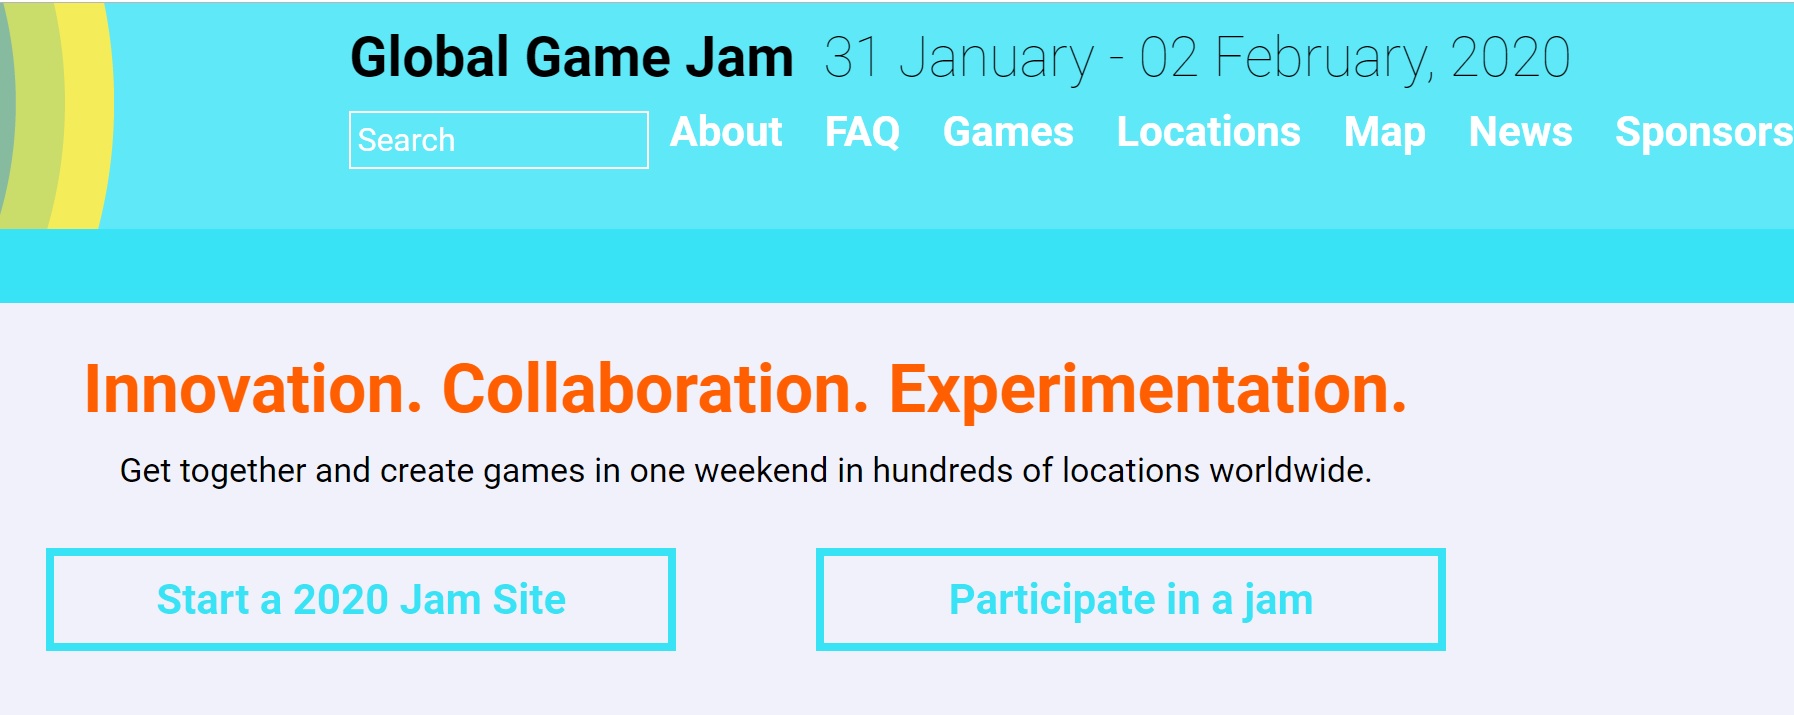 Global Game Jam 31 January - 02 February, 2020
Search About FAQ Games Locations Map News Sponsors
Innovation. Collaboration. Experimentation.
Get together and create games in one weekend in hundreds of locations worldwide.
Start a 2020 Jam Site Participate in a jam